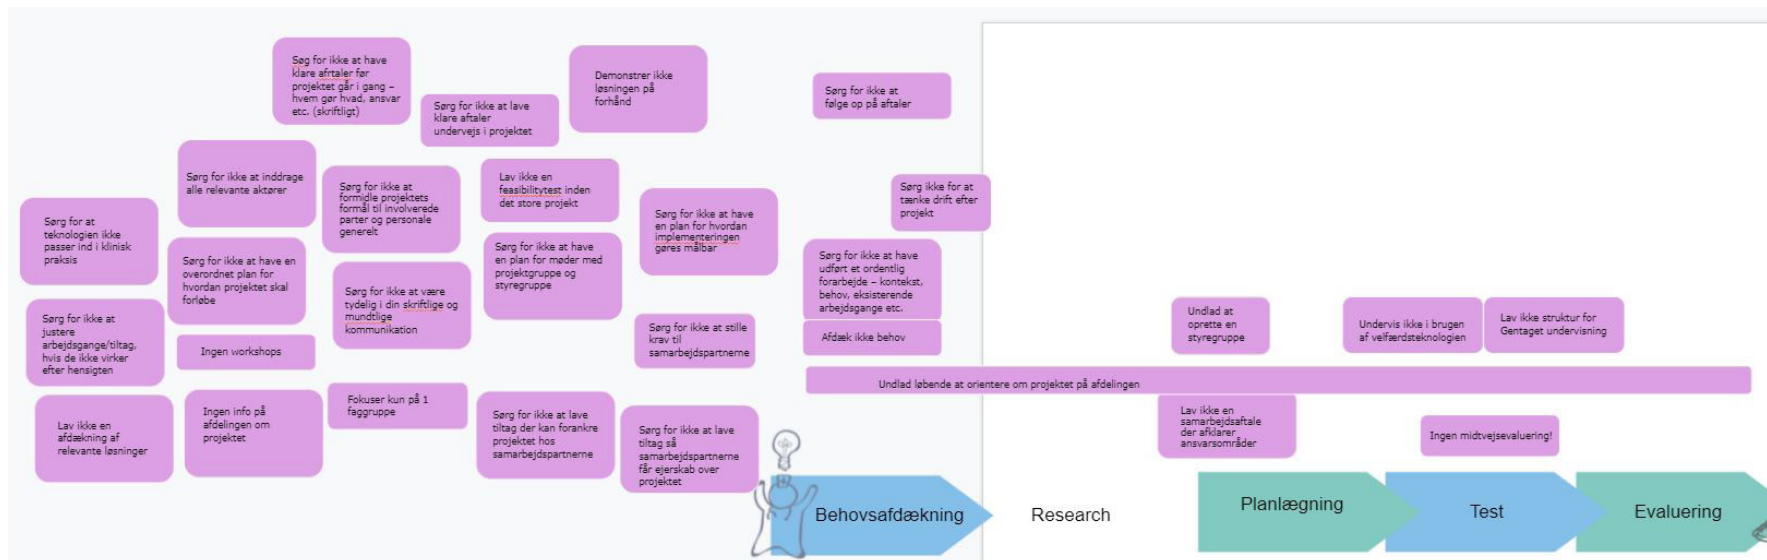 Søg for ikke at have
klare afrtaler før
projektet går i gang –
hvem gør hvad, ansvar
etc. (skriftligt)
Sørg for ikke at lave
klare aftaler
undervejs i projektet
Demonstrer ikke
løsningen på
forhånd
Sørg for ikke at
følge op på aftaler
Sørg for ikke at inddrage
alle relevante aktører
Sørg for ikke at
formidle projektets
formål til involverede
parter og personale
generelt
Lav ikke en
feasibilitytest inden
det store projekt
Sørg for ikke at have
en plan for hvordan
implementeringen
gøres målbar
Sørg ikke for at
tænke drift efter
projekt
Sørg for at
teknologien ikke
passer ind i klinisk
praksis
Sørg for ikke at have en
overordnet plan for
hvordan projektet skal
forløbe
Sørg for ikke at være
tydelig i din skriftlige og
mundtlige
kommunikation
Sørg for ikke at have
en plan for møder med
projektgruppe og
styregruppe
Sørg for ikke at have
udført et ordentlig
forarbejde – kontekst,
behov, eksisterende
arbejdsgange etc.
Sørg for ikke at
justere
arbejdsgange/tiltag,
hvis de ikke virker
efter hensigten
Ingen workshops
Sørg for ikke at stille
krav til
samarbejdspartnerne
Afdæk ikke behov
Undlad at
oprette en
styregruppe
Undervis ikke i brugen
af velfærdsteknologien
Lav ikke struktur for
Gentaget undervisning
Undlad løbende at orientere om projektet på afdelingen
Lav ikke en
afdækning af
relevante løsninger
Ingen info på
afdelingen om
projektet
Fokuser kun på 1
faggruppe
Sørg for ikke at lave
tiltag der kan forankre
projektet hos
samarbejdspartnerne
Sørg for ikke at lave
tiltag så
samarbejdspartnerne
får ejerskab over
projektet
Lav ikke en
samarbejdsaftale
der afklarer
ansvarsområder
Ingen midtvejsevaluering!
Behovsafdækning
Research
Planlægning
Test
Evaluering